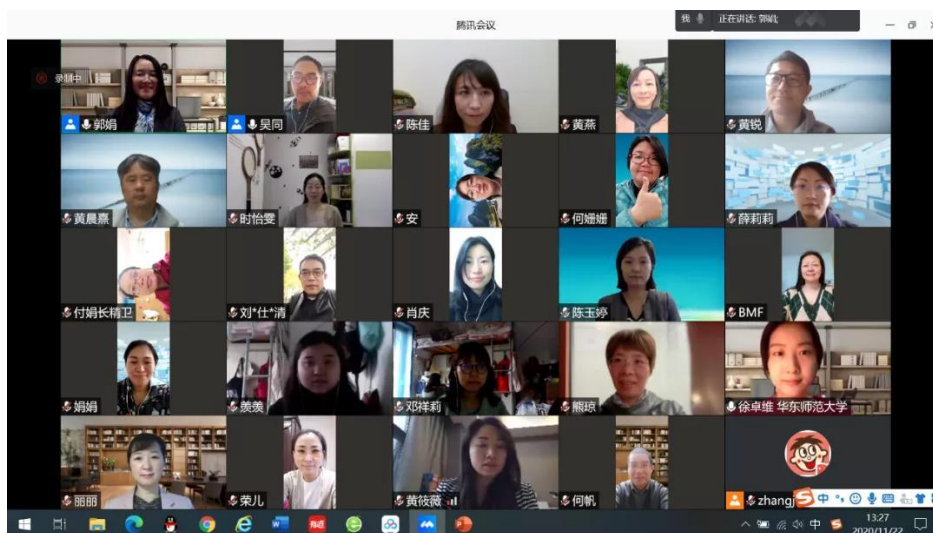 腾讯会议
我
正在讲话: 郭娟;
录制中
郭娟
吴同
陈佳
黄燕
黄锐
黄晨熹
时怡雯
安
何姗姗
薛莉莉
付娟长精卫
刘*仕*清
肖庆
陈玉婷
BMF
娟娟
羡羡
邓祥莉
熊琼
徐卓维 华东师范大学
丽丽
荣儿
黄筱薇
何帆
zhangj
中
中
13:27
2020/11/22